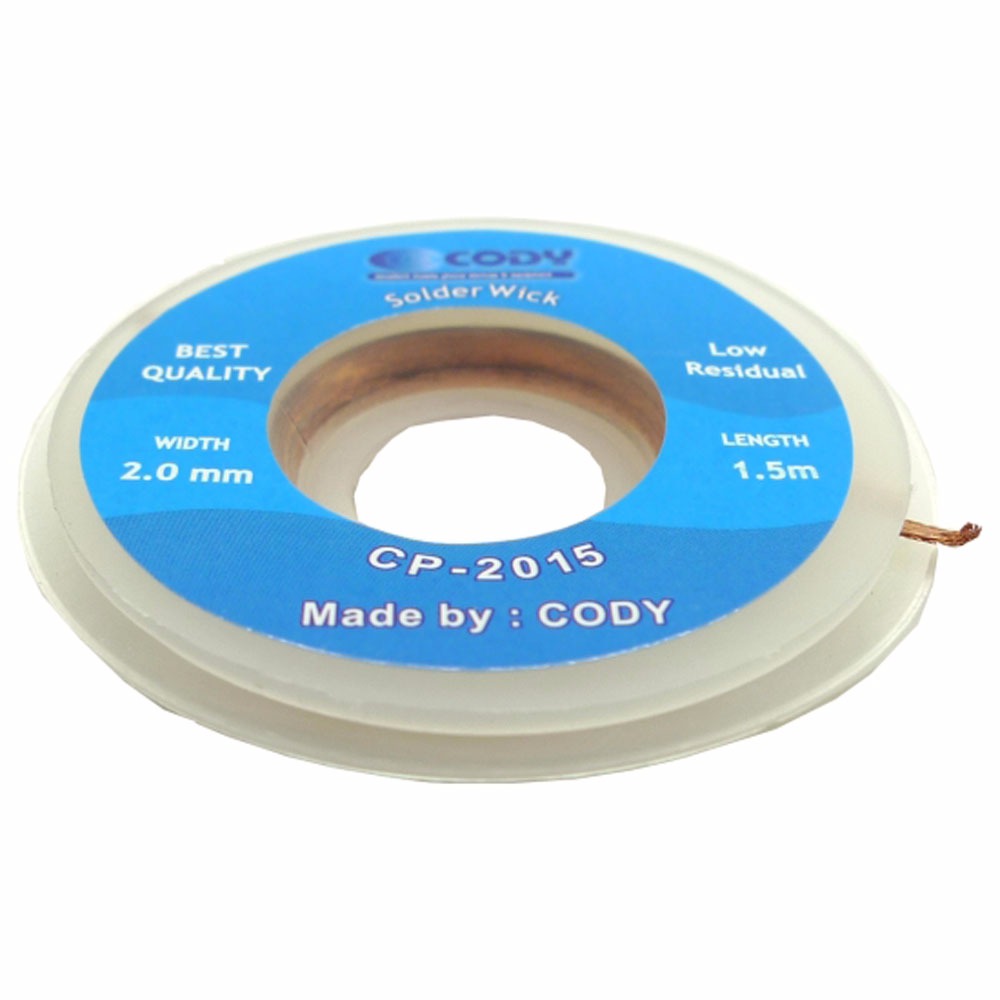 CODY
Solder Wick
BEST
QUALITY
Low
Residual
WIDTH
2.0 mm
LENGTH
1.5m
CP-2015
Made by : CODY